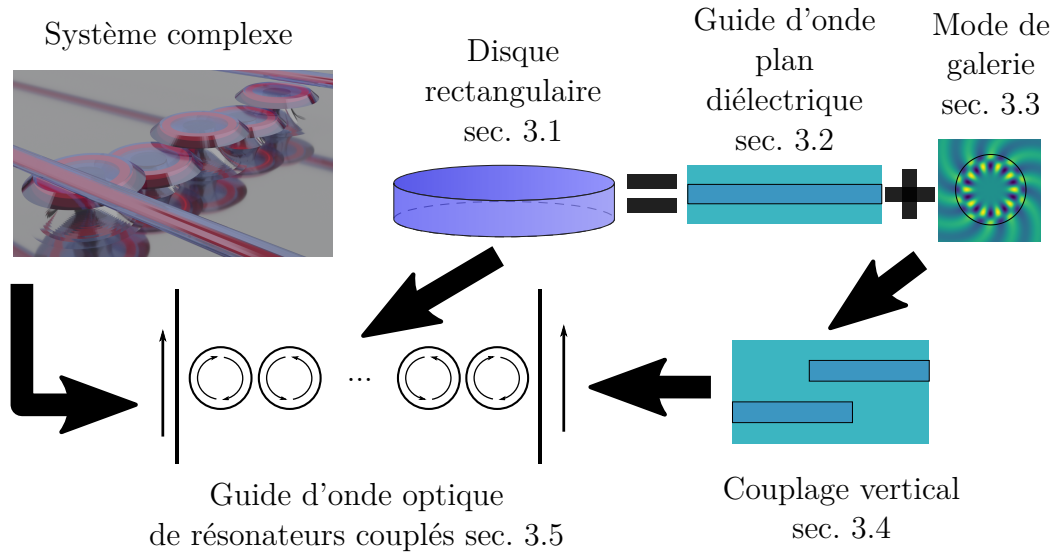 Système complexe
Disque
rectangulaire
sec. 3.1
Guide d'onde
plan
diélectrique
sec. 3.2
Mode de
galerie
sec. 3.3
...
Guide d'onde optique
de résonateurs couplés sec. 3.5
Couplage vertical
sec. 3.4